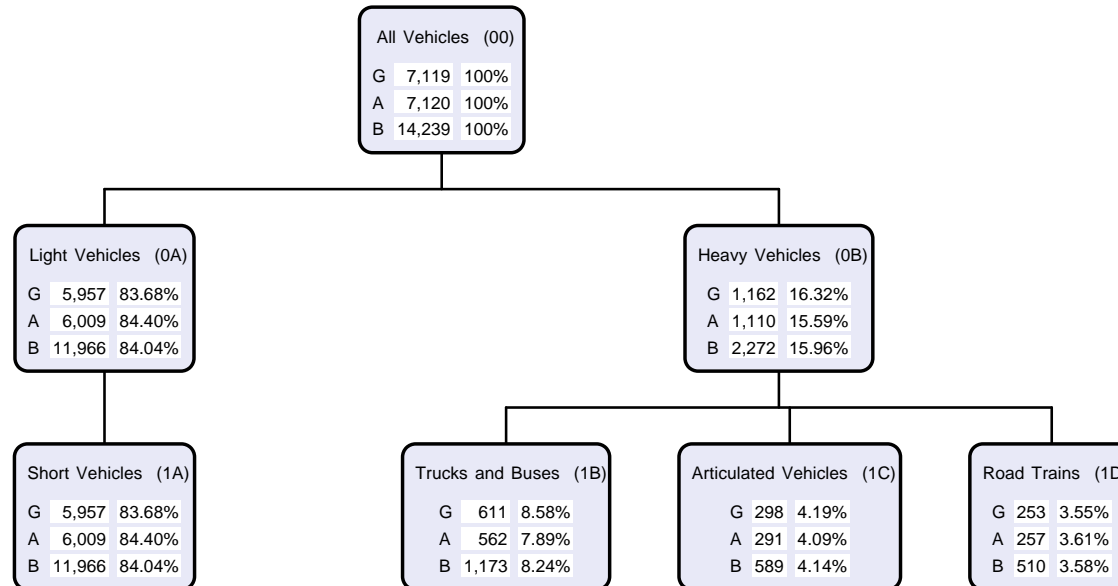 All Vehicles (00)
G 7,119 100%
A 7,120 100%
B 14,239 100%
Light Vehicles (0A)
G 5,957 83.68%
A 6,009 84.40%
B 11,966 84.04%
Heavy Vehicles (0B)
G 1,162 16.32%
A 1,110 15.59%
B 2,272 15.96%
Short Vehicles (1A)
G 5,957 83.68%
A 6,009 84.40%
B 11,966 84.04%
Trucks and Buses (1B)
G 611 8.58%
A 562 7.89%
B 1,173 8.24%
Articulated Vehicles (1C)
G 298 4.19%
A 291 4.09%
B 589 4.14%
Road Trains (1D
G 253 3.55%
A 257 3.61%
B 510 3.58%